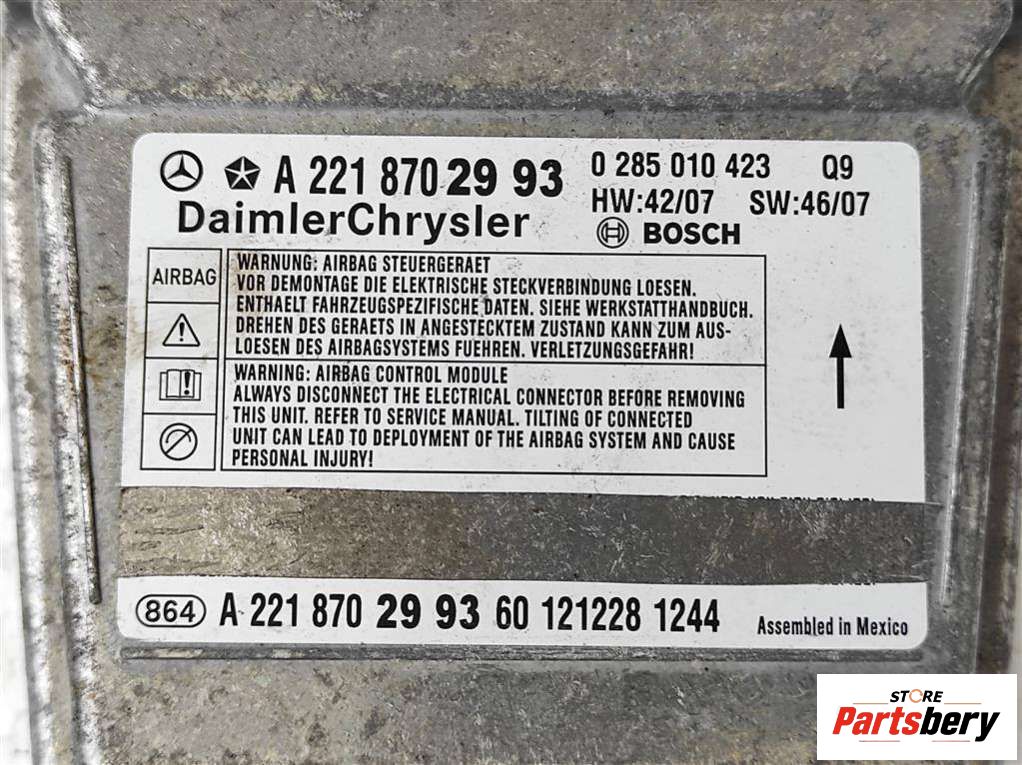 A 221 870 29 93
DaimlerChrysler
0 285 010 423 Q9
HW:42/07 SW:46/07
BOSCH
AIRBAG
WARNUNG: AIRBAG STEUERGERAET
VOR DEMONTAGE DIE ELEKTRISCHE STECKVERBINDUNG LOESEN.
ENTHAELT FAHRZEUGSPEZIFISCHE DATEN. SIEHE WERKSTATTHANDBUCH.
DREHEN DES GERAETS IN ANGESTECKTEM ZUSTAND KANN ZUM AUS-
LOESEN DES AIRBAGSYSTEMS FUEHREN. VERLETZUNGSGEFAHR!
WARNING: AIRBAG CONTROL MODULE
ALWAYS DISCONNECT THE ELECTRICAL CONNECTOR BEFORE REMOVING
THIS UNIT. REFER TO SERVICE MANUAL. TILTING OF CONNECTED
UNIT CAN LEAD TO DEPLOYMENT OF THE AIRBAG SYSTEM AND CAUSE
PERSONAL INJURY!
864 A 221 870 29 93 60 121228 1244 Assembled in Mexico
STORE
Partsbery